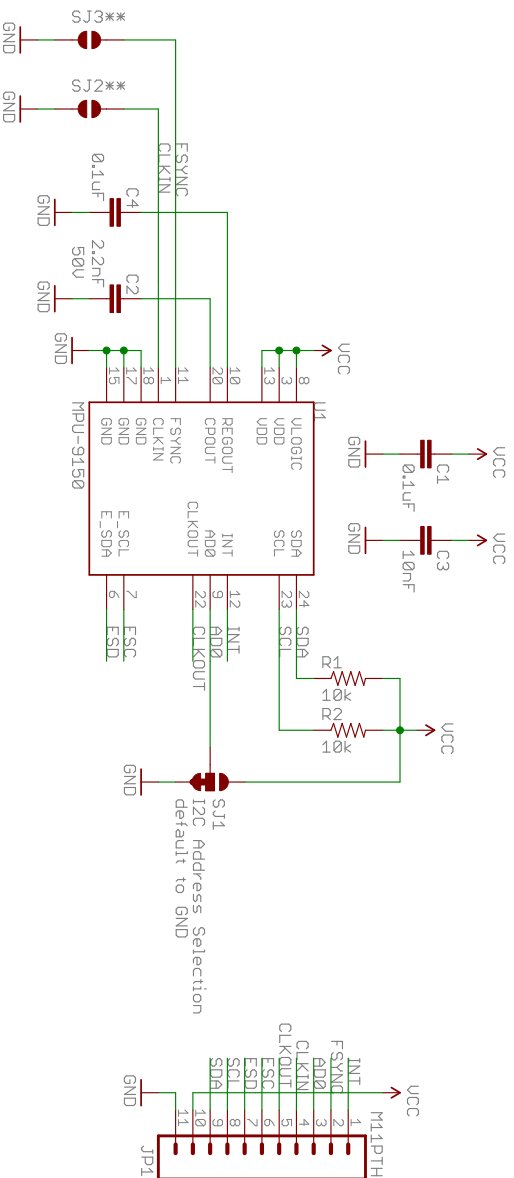 SJ3**
GND
SJ2**
GND
FSYNC
CLKIN
C4
0.1uF
GND
C2
2.2nF
50V
GND
GND
VCC
15
17
18
1
11
20
10
13
3
8
U1
MPU-9150
GND
GND
GND
CLKIN
FSYNC
CPOUT
REGOUT
VDD
VDD
VLOGIC
E_SDA
E_SCL
CLKOUT
AD0
INT
SCL
SDA
6
7
22
9
12
23
24
ESD
ESC
CLKOUT
AD0
INT
SCL
SDA
VCC
C1
0.1uF
GND
VCC
C3
10nF
GND
R1
10k
R2
10k
VCC
GND
SJ1
I2C Address Selection
default to GND
VCC
GND
INT
FSYNC
AD0
CLKIN
CLKOUT
ESC
ESD
SCL
SDA
1
2
3
4
5
6
7
8
9
10
11
M11PTH
JP1